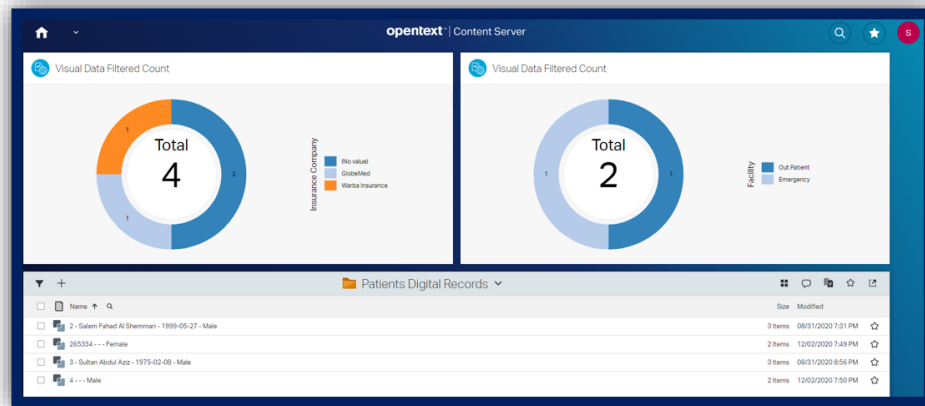 opentext™ | Content Server
S
Visual Data Filtered Count
Total
4
1
2
1
Insurance Company
(No value)
GlobeMed
Warba Insurance
Visual Data Filtered Count
Total
2
1
1
Facility
Out Patient
Emergency
Patients Digital Records
Name
Size Modified
2 - Salem Fahad Al Shemmari - 1999-05-27 - Male 3 Items 08/31/2020 7:31 PM
265334 - - - Female 2 Items 12/02/2020 7:49 PM
3 - Sultan Abdul Aziz - 1975-02-08 - Male 3 Items 08/31/2020 8:56 PM
4 - - - Male 2 Items 12/02/2020 7:50 PM